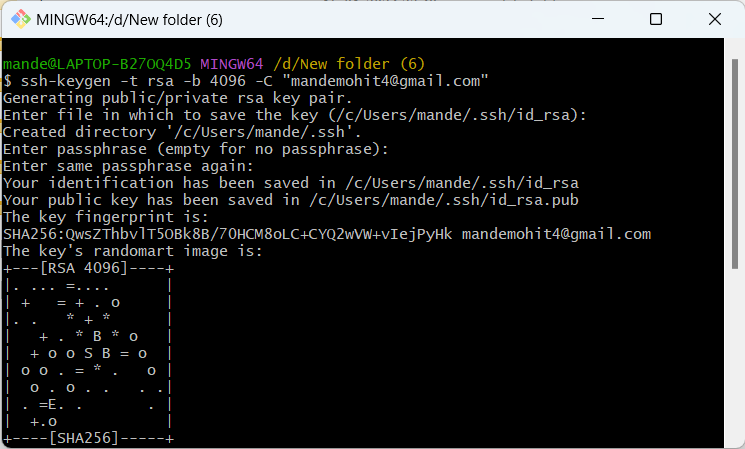 MINGW64:/d/New folder (6)
mande@LAPTOP-B27OQ4D5 MINGW64 /d/New folder (6)
$ ssh-keygen -t rsa -b 4096 -C "mandemohit4@gmail.com"
Generating public/private rsa key pair.
Enter file in which to save the key (/c/Users/mande/.ssh/id_rsa):
Created directory '/c/Users/mande/.ssh'.
Enter passphrase (empty for no passphrase):
Enter same passphrase again:
Your identification has been saved in /c/Users/mande/.ssh/id_rsa
Your public key has been saved in /c/Users/mande/.ssh/id_rsa.pub
The key fingerprint is:
SHA256:QwsZThbvlT5OBk8B/70HCM8oLC+CYQ2wVW+vIejPyHk mandemohit4@gmail.com
The key's randomart image is:
+---[RSA 4096]----+
|. ... =....      |
| +   = + . o     |
|. .   * + *      |
|   + . * B * o   |
|  + o o S B = o  |
| o o . = * .   o |
|  o . o . .   . .|
| . =E. .       . |
|  +.o            |
+----[SHA256]-----+